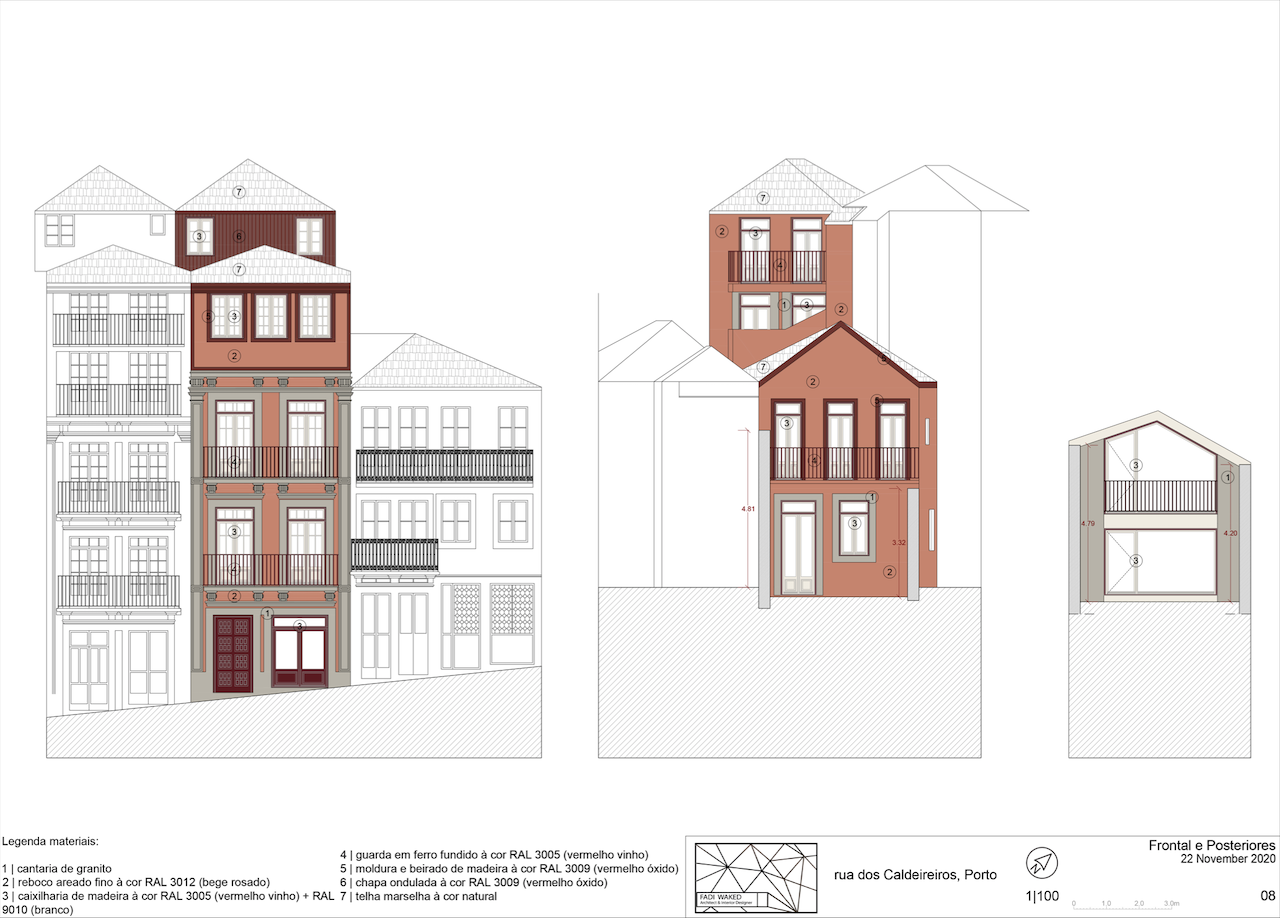 7
3
6
7
5
3
2
4
3
4
2
1
3
7
2
3
4
1
3
2
7
5
2
5
3
4
1
3
2
4.81
3.32
3
1
4.79
4.20
3
Legenda materiais:
1 | cantaria de granito
2 | reboco areado fino à cor RAL 3012 (bege rosado)
3 | caixilharia de madeira à cor RAL 3005 (vermelho vinho) + RAL
9010 (branco)
4 | guarda em ferro fundido à cor RAL 3005 (vermelho vinho)
5 | moldura e beirado de madeira à cor RAL 3009 (vermelho óxido)
6 | chapa ondulada à cor RAL 3009 (vermelho óxido)
7 | telha marselha à cor natural
FADI WAKED
Architect & Interior Designer
rua dos Caldeireiros, Porto
1|100
0 1,0 2,0 3,0m
Frontal e Posteriores
22 November 2020
08